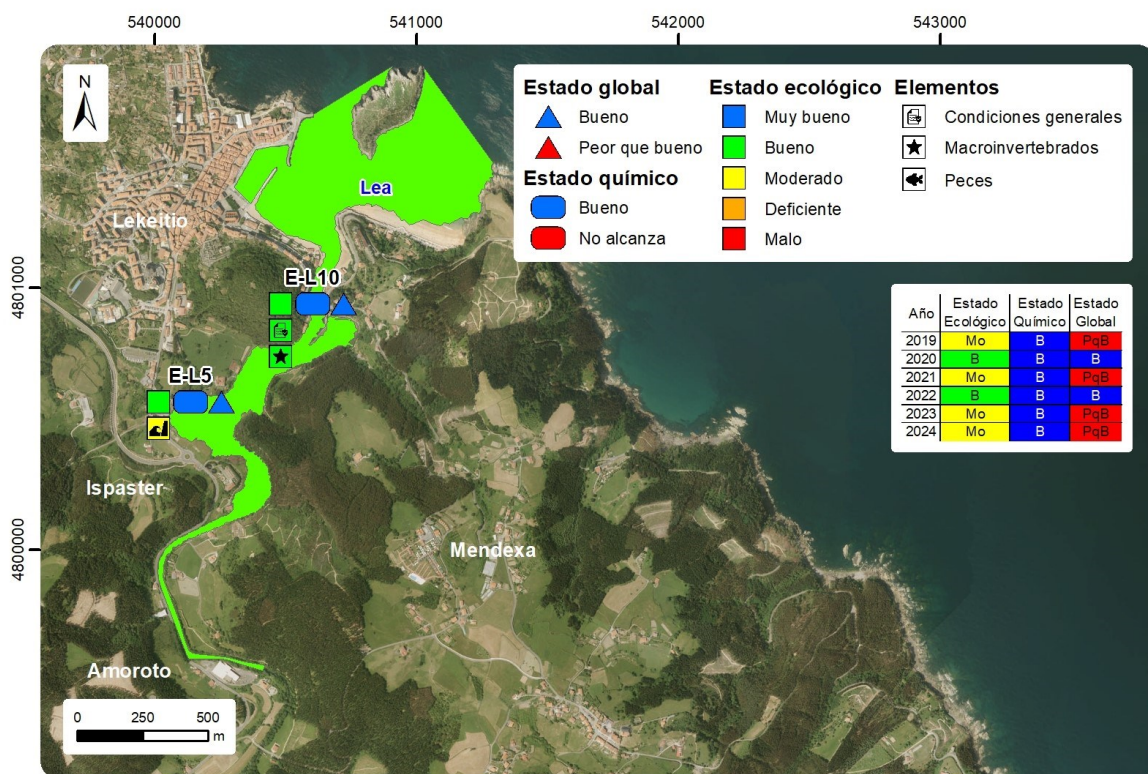 540000 541000 542000 543000
N
Estado global
Bueno
Peor que bueno
Estado químico
Bueno
No alcanza
Estado ecológico
Muy bueno
Bueno
Moderado
Deficiente
Malo
Elementos
Condiciones generales
Macroinvertebrados
Peces
Lea
Lekeitio
4801000
E-L10
E-L5
Año Estado Ecológico Estado Químico Estado Global
2019 Mo B PqB
2020 B B B
2021 Mo B PqB
2022 B B B
2023 Mo B PqB
2024 Mo B PqB
Ispaster
4800000
Mendexa
Amoroto
0 250 500
m